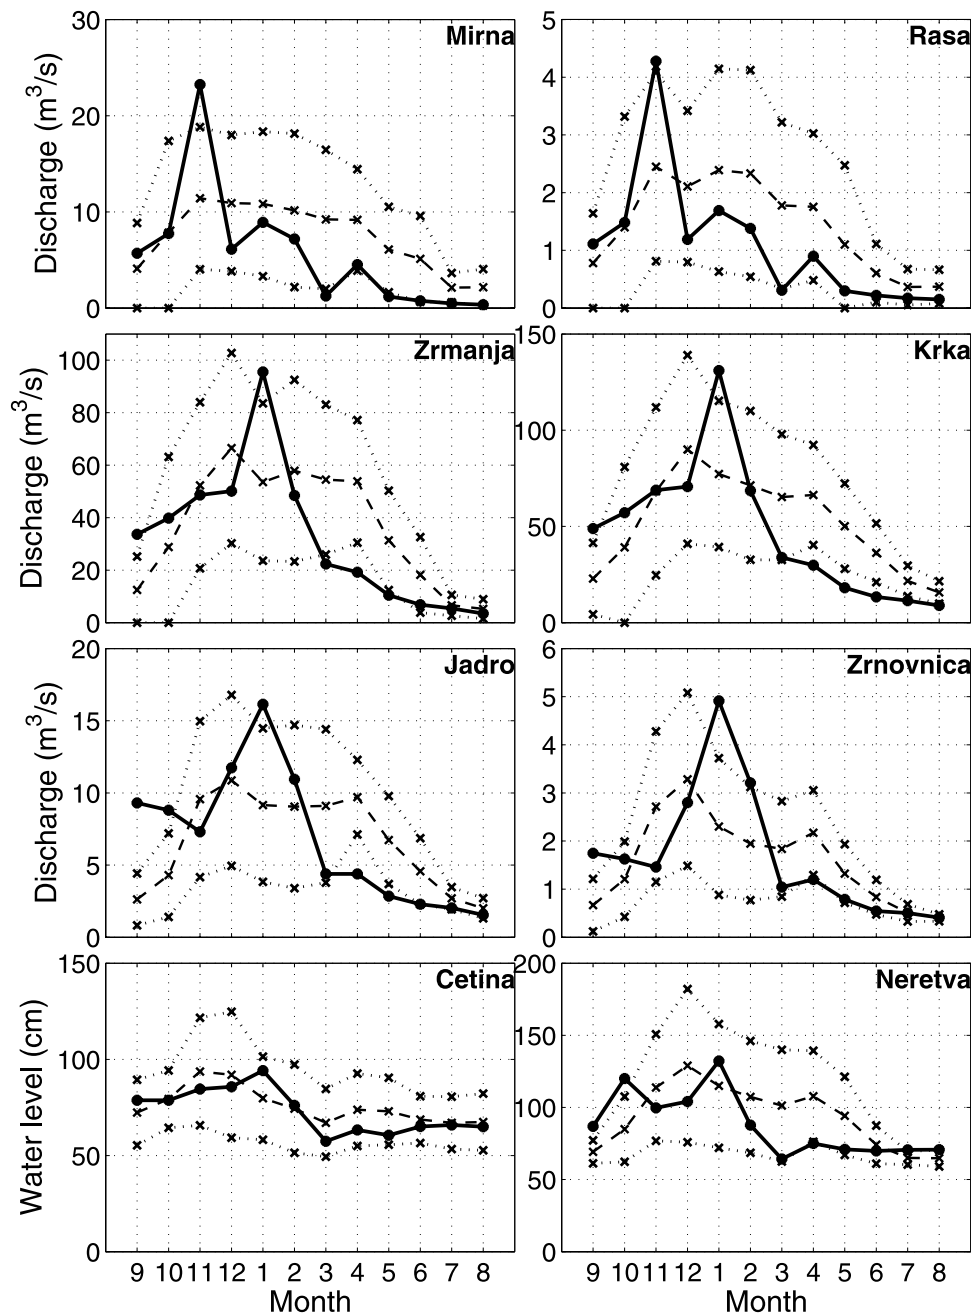 Mirna
Discharge (m³/s)
30
20
10
0
Rasa
5
4
3
2
1
0
Zrmanja
Discharge (m³/s)
100
80
60
40
20
0
Krka
150
100
50
0
Jadro
Discharge (m³/s)
20
15
10
5
0
Zrnovnica
6
5
4
3
2
1
0
Cetina
Water level (cm)
150
100
50
0
9 10 11 12 1 2 3 4 5 6 7 8
Month
Neretva
200
150
100
50
0
9 10 11 12 1 2 3 4 5 6 7 8
Month